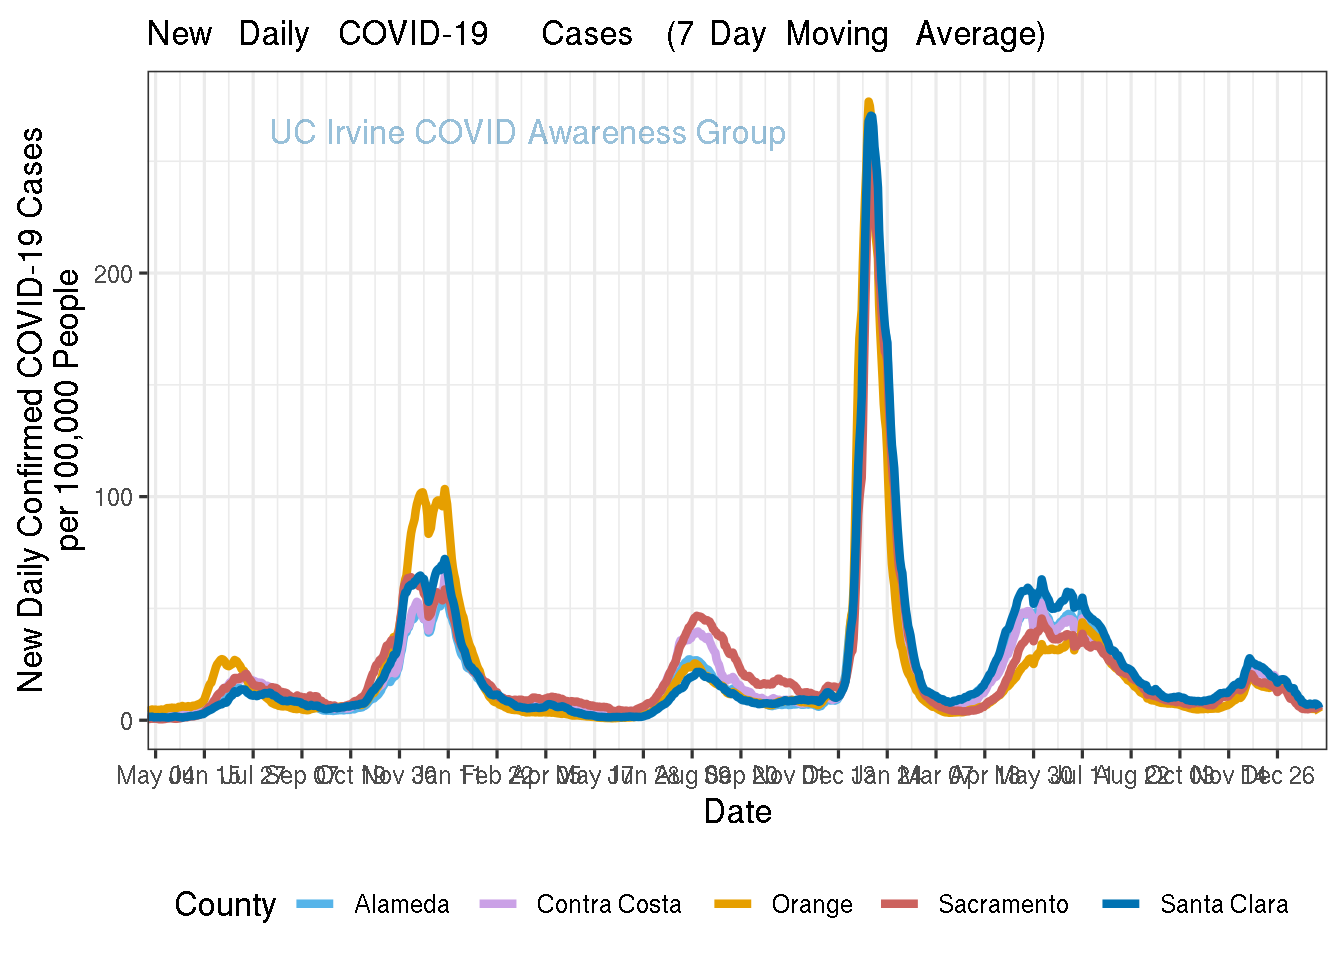 New Daily COVID-19 Cases (7 Day Moving Average)
UC Irvine COVID Awareness Group
New Daily Confirmed COVID-19 Cases
per 100,000 People
200
100
0
May 04 Jun 15 Jul 27 Sep 07 Oct 19 Nov 30 Jan 11 Feb 22 Apr 05 May 17 Jun 28 Aug 09 Sep 20 Nov 01 Dec 13 Jan 24 Mar 07 Apr 18 May 30 Jul 11 Aug 22 Oct 03 Nov 14 Dec 26
Date
County Alameda Contra Costa Orange Sacramento Santa Clara